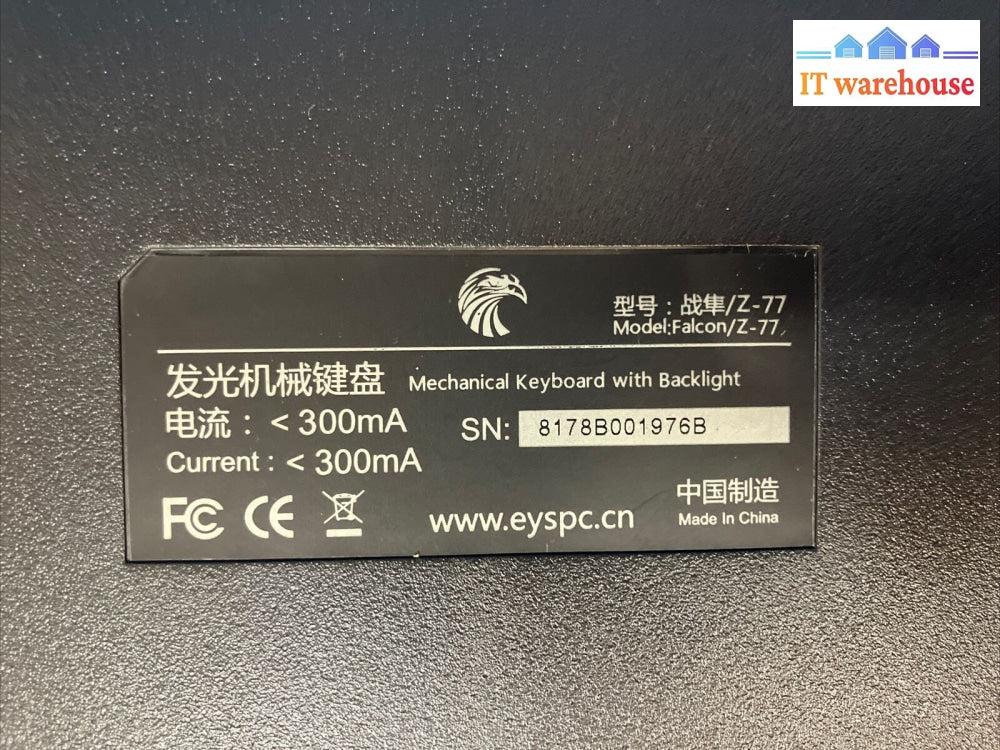 IT warehouse
型号：战隼/Z-77
Model:Falcon/Z-77
发光机械键盘 Mechanical Keyboard with Backlight
电流：< 300mA
SN: 8178B001976B
Current : < 300mA
中国制造
FC CE www.eyspc.cn Made In China